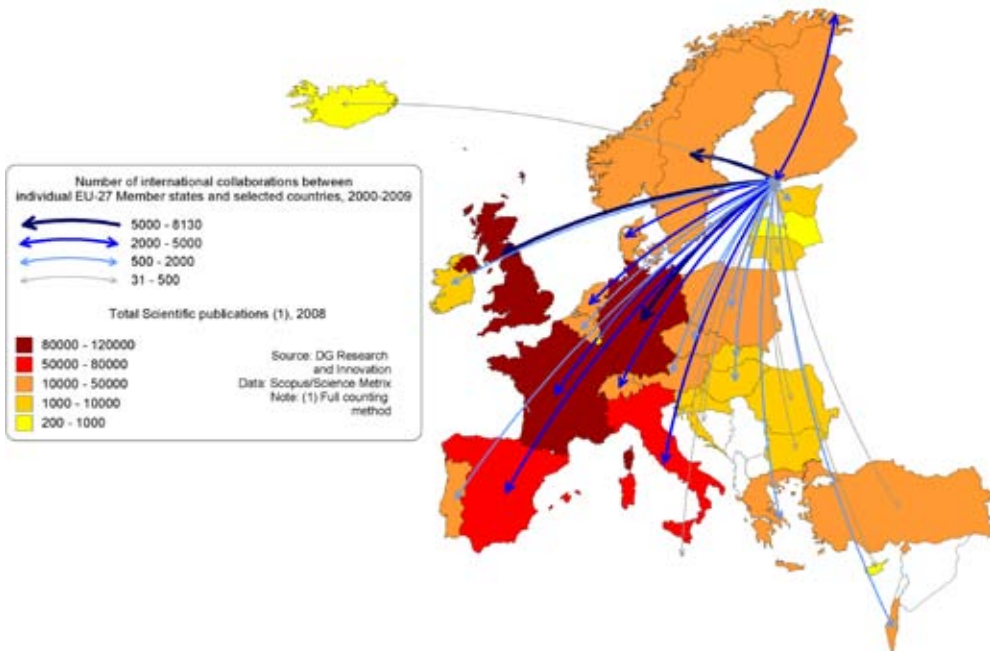 Number of international collaborations between
individual EU-27 Member states and selected countries, 2000-2009
5000 - 8130
2000 - 5000
500 - 2000
31 - 500
Total Scientific publications (1), 2008
80000 - 120000
50000 - 80000
10000 - 50000
1000 - 10000
200 - 1000
Source: DG Research
and Innovation
Data: Scopus/Science Metrix
Note: (1) Full counting
method